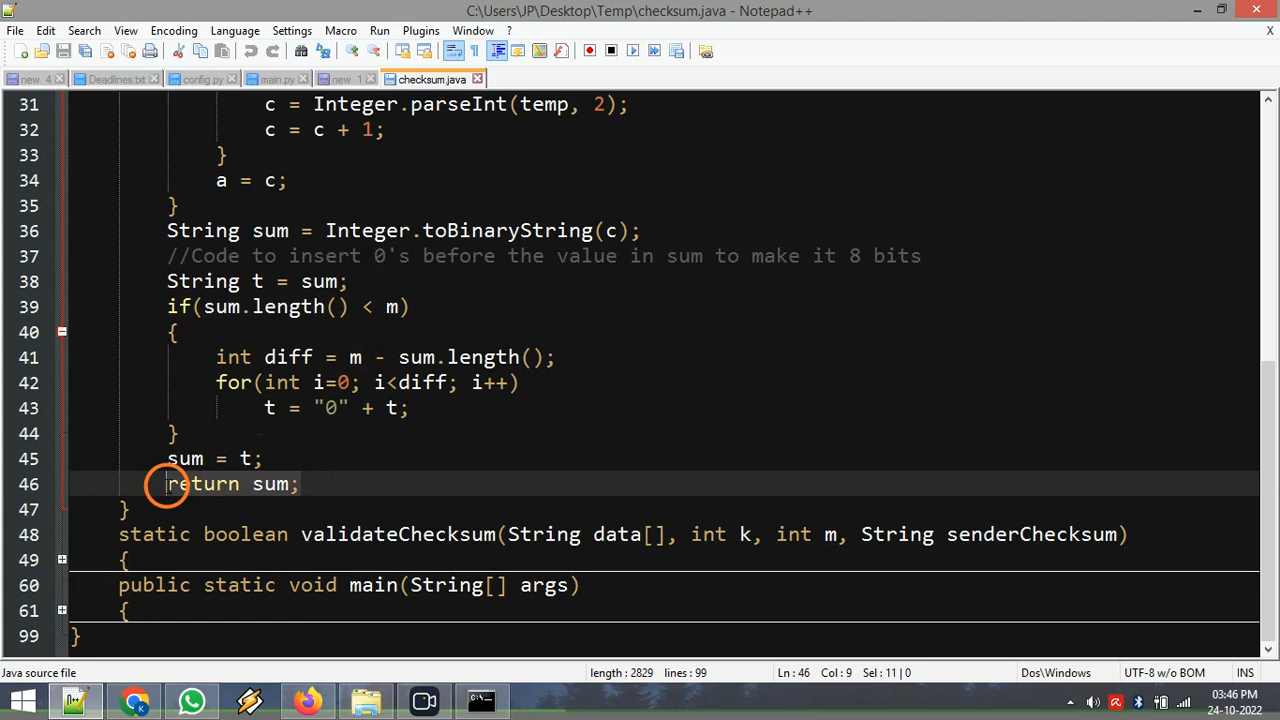 C:\Users\JP\Desktop\Temp\checksum.java - Notepad++
File Edit Search View Encoding Language Settings Macro Run Plugins Window ? X
new 4 Deadlines.txt config.py main.py new 1 checksum.java
31 c = Integer.parseInt(temp, 2);
32 c = c + 1;
33 }
34 a = c;
35 }
36 String sum = Integer.toBinaryString(c);
37 //Code to insert 0's before the value in sum to make it 8 bits
38 String t = sum;
39 if(sum.length() < m)
40 {
41 int diff = m - sum.length();
42 for(int i=0; i<diff; i++)
43 t = "0" + t;
44 }
45 sum = t;
46 return sum;
47 }
48 static boolean validateChecksum(String data[], int k, int m, String senderChecksum)
49 {
60 public static void main(String[] args)
61 {
99 }
Java source file length : 2829 lines : 99 Ln : 46 Col : 9 Sel : 11 | 0 Dos\Windows UTF-8 w/o BOM INS
03:46 PM
24-10-2022